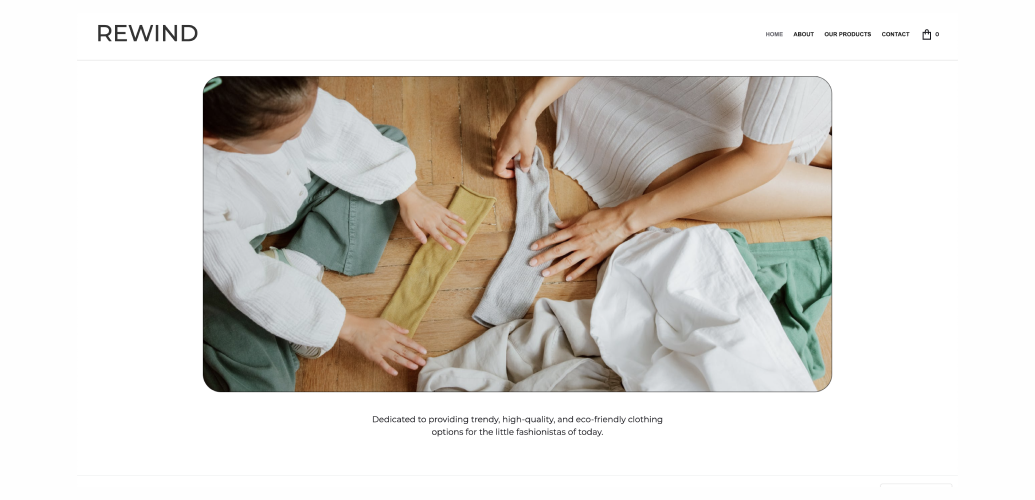 REWIND
HOME ABOUT OUR PRODUCTS CONTACT 0
Dedicated to providing trendy, high-quality, and eco-friendly clothing
options for the little fashionistas of today.